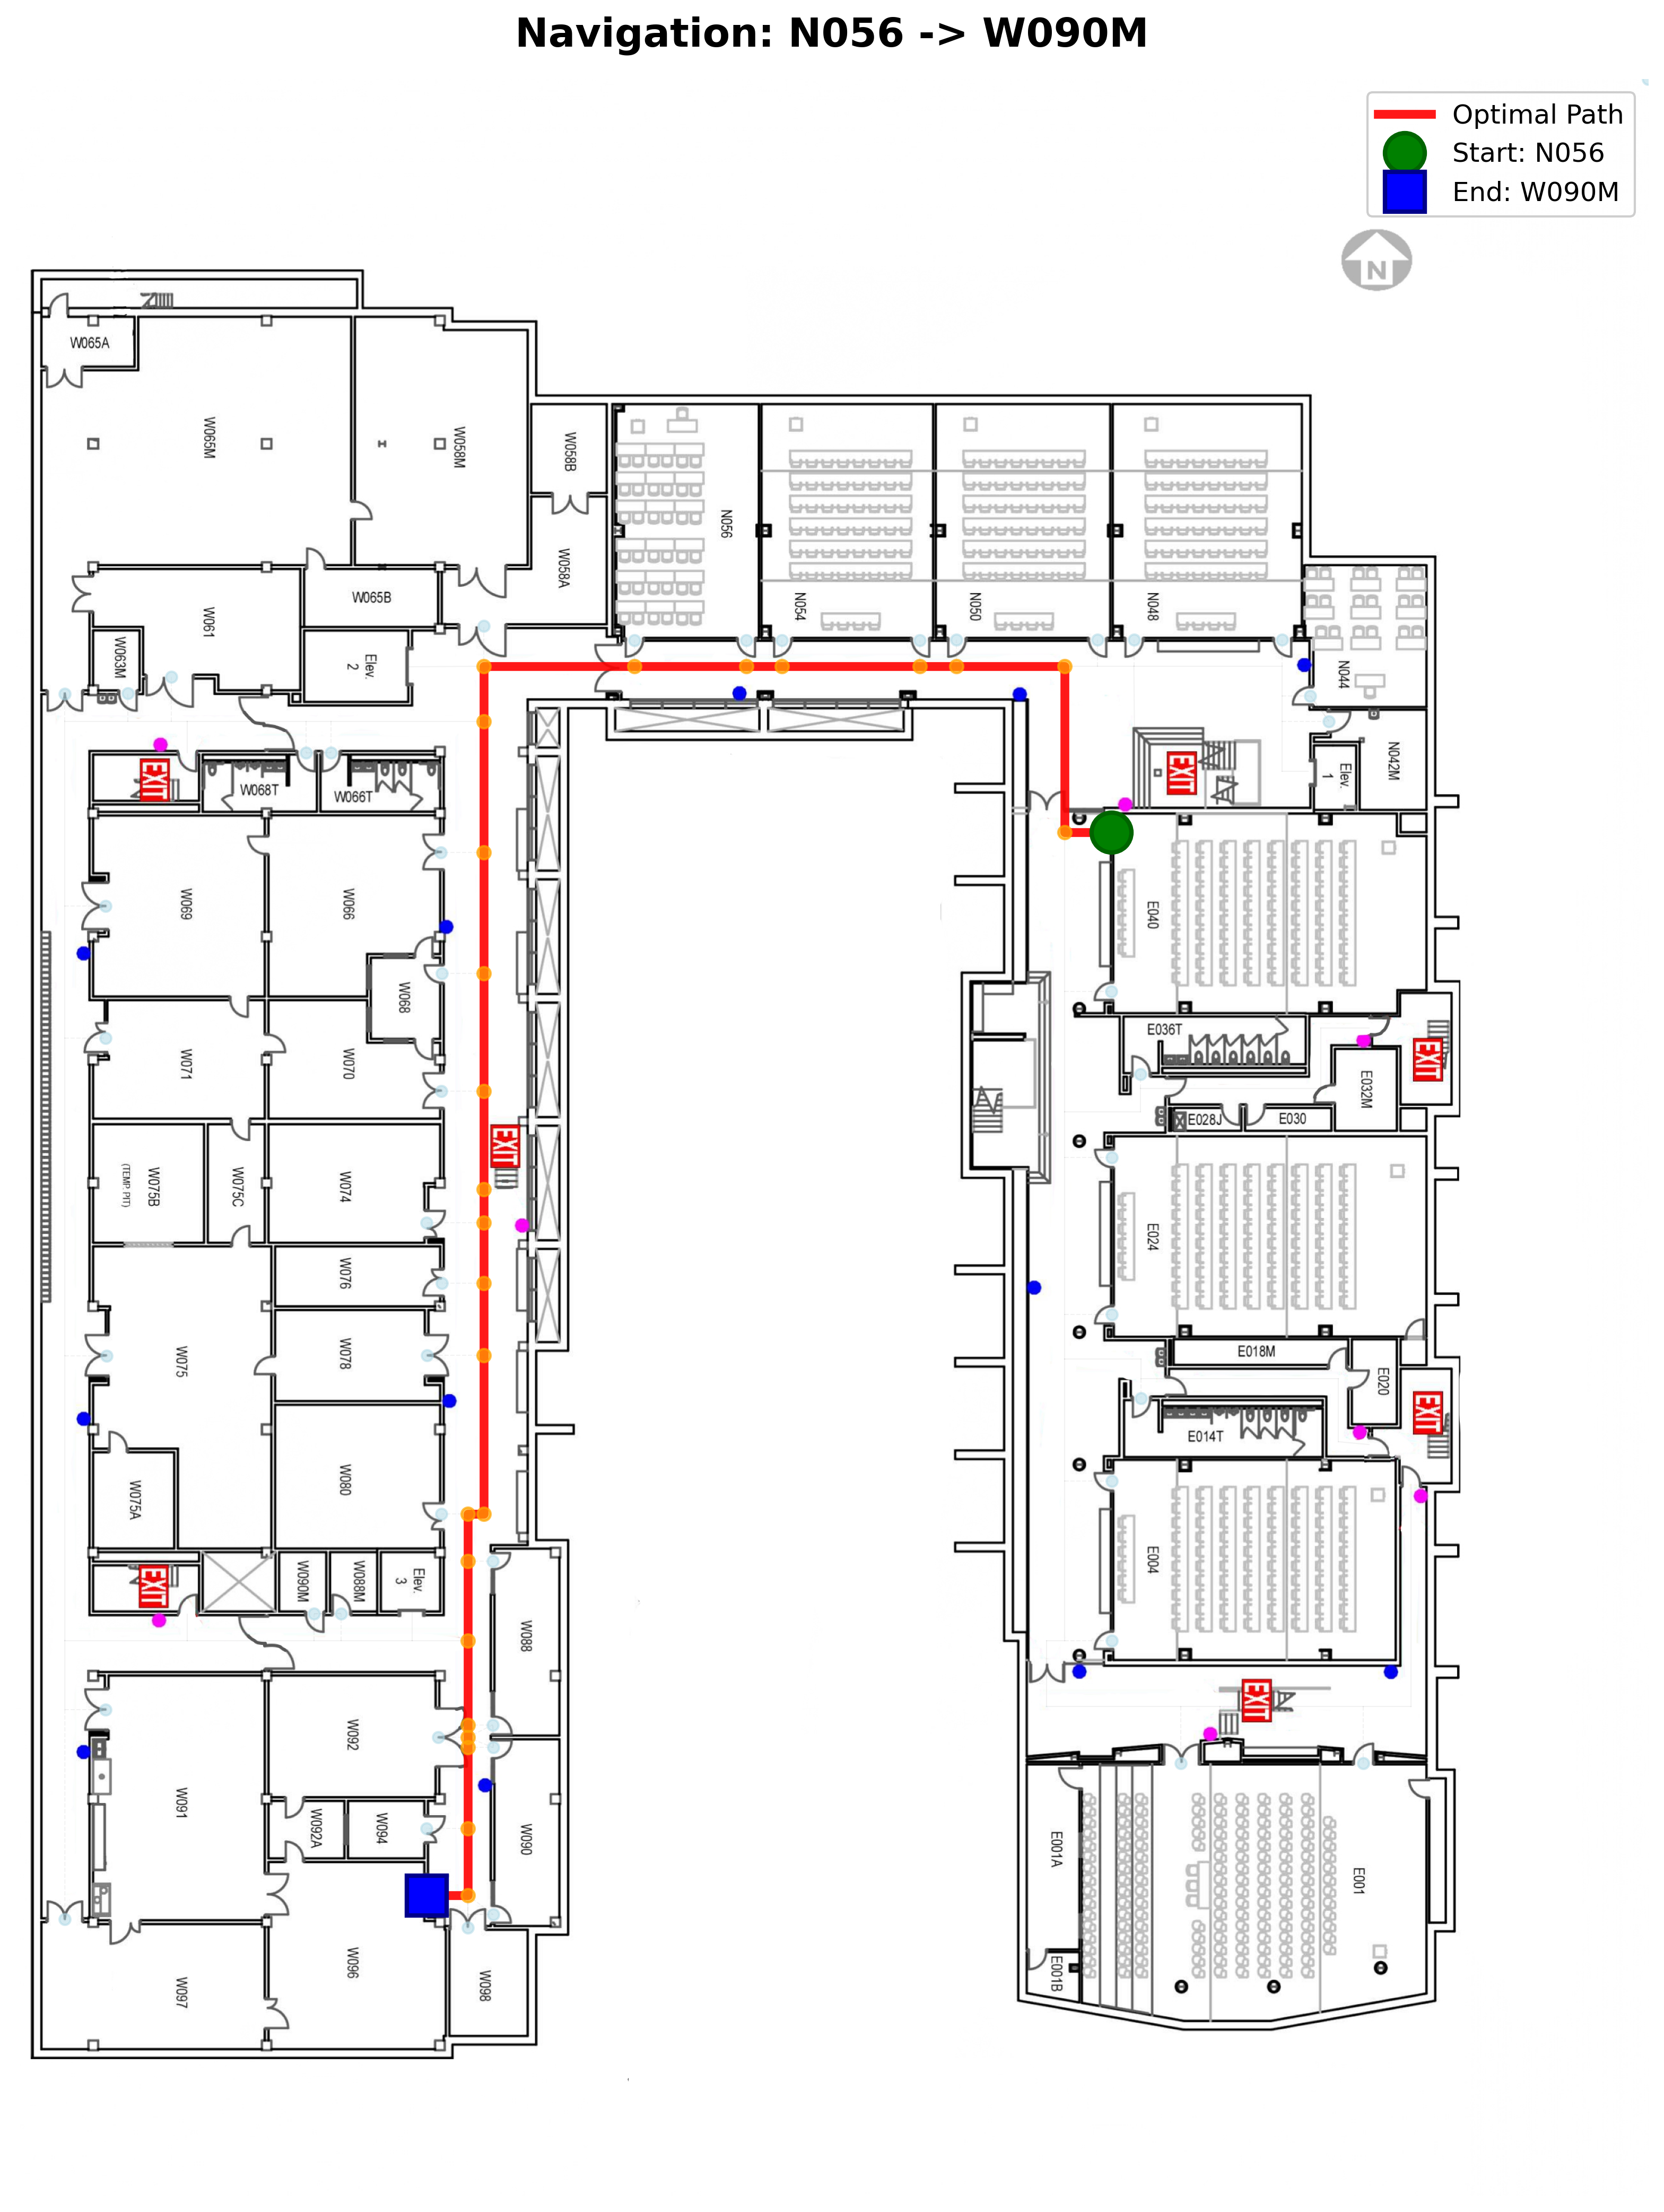 Navigation: N056 -> W090M
Optimal Path
Start: N056
End: W090M
N
W065A
W065M
W058M
W058B
W058A
N056
N054
N050
N048
N044
N042M
W065B
W061
W063M
Elev. 2
Elev. 1
EXIT
EXIT
W068T
W066T
W069
W066
W068
W071
W070
E040
E036T
E032M
EXIT
E028J
E030
EXIT
W075B
(TEMP. PIT)
W075C
W074
W076
W075
W078
W075A
W080
E024
E018M
E020
EXIT
E014T
E004
EXIT
W090M
W088M
Elev. 3
W088
W092
W091
W092A
W094
W090
W096
W097
W098
EXIT
E001A
E001
E001B